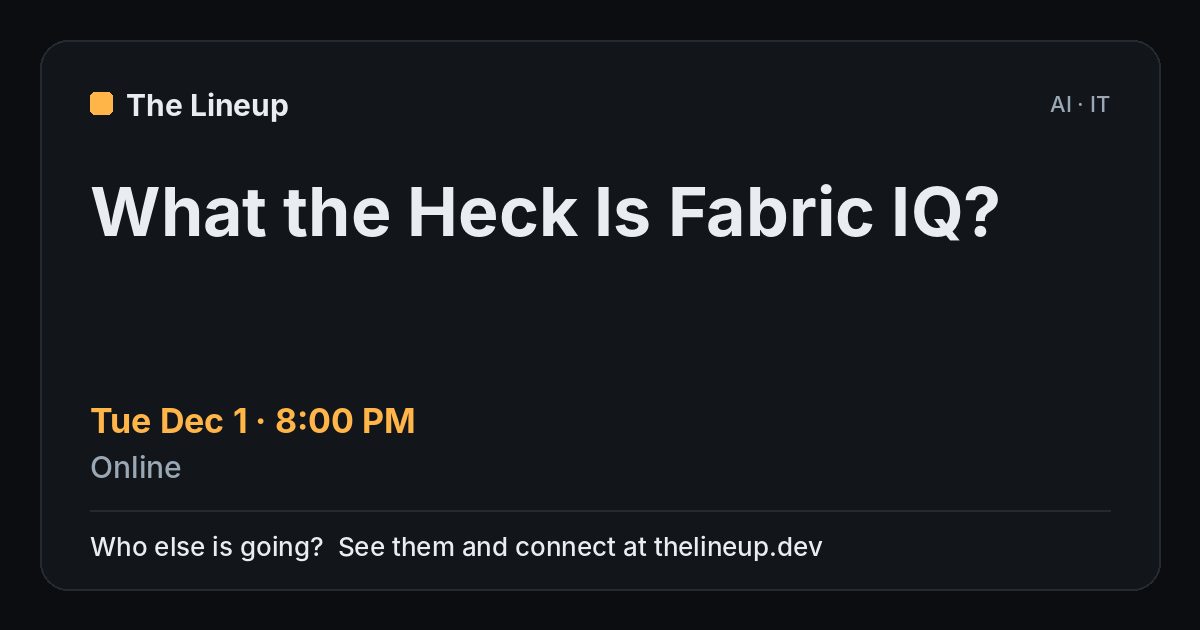 The Lineup
AI · IT
What the Heck Is Fabric IQ?
Tue Dec 1 · 8:00 PM
Online
Who else is going?  See them and connect at thelineup.dev